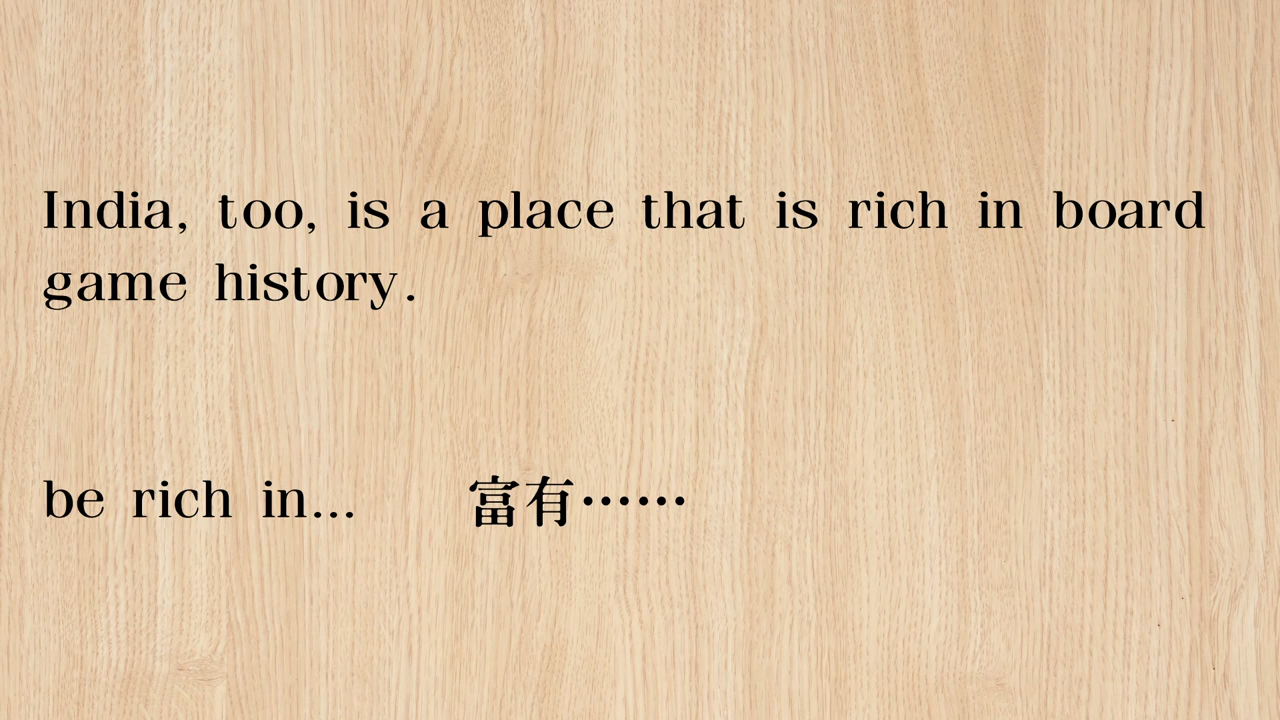 India, too, is a place that is rich in board
game history.
be rich in... 富有……